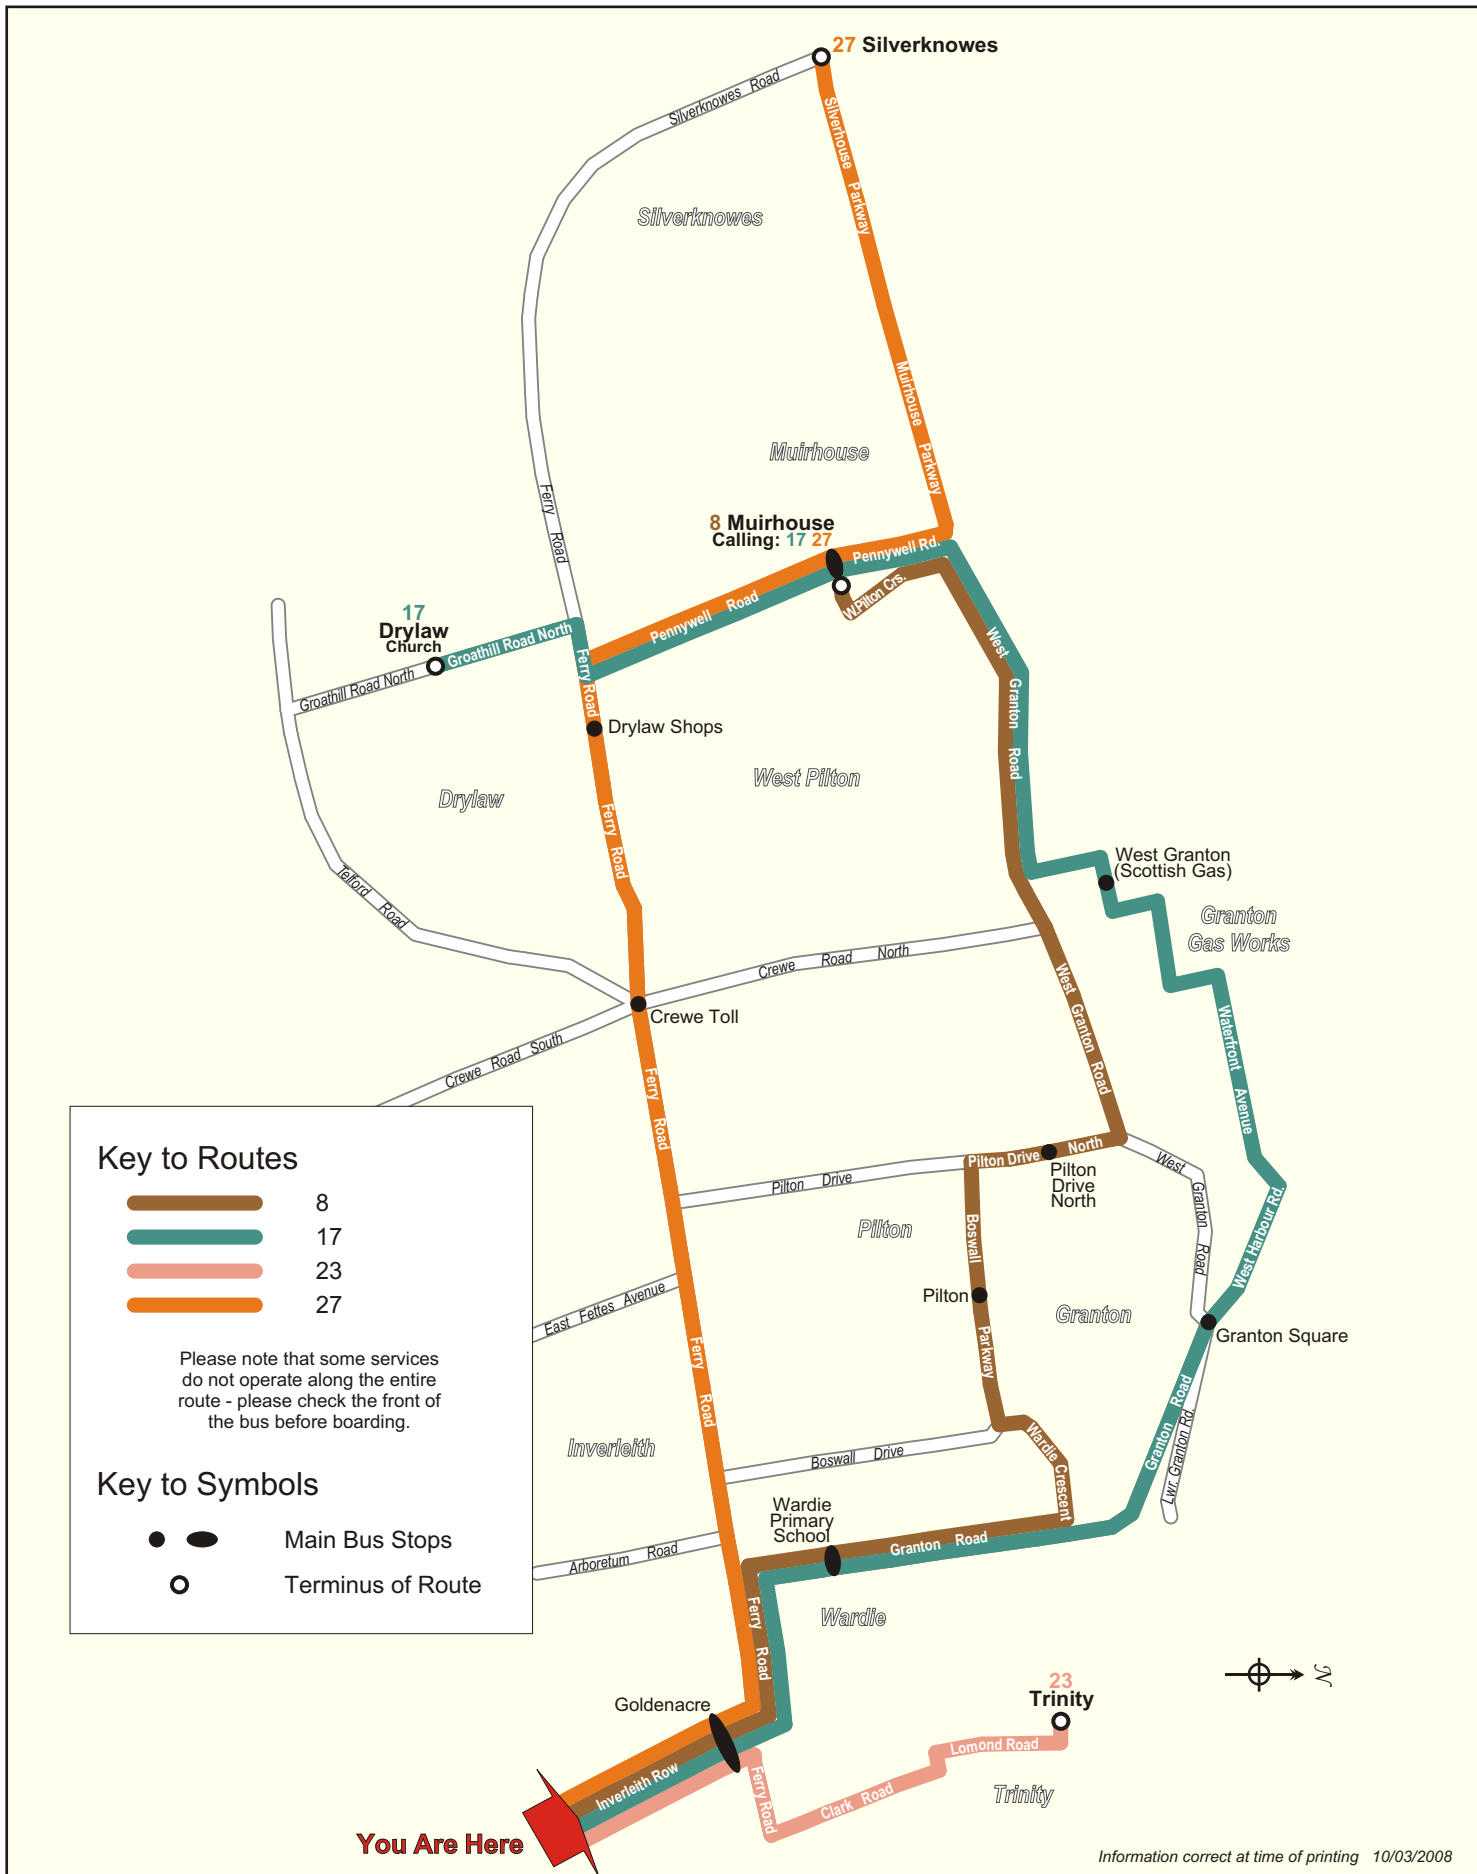 27 Silverknowes
Silverknowes Road
Silverhouse Parkway
Silverknowes
Muirhouse Parkway
Muirhouse
Ferry Road
8 Muirhouse
Calling: 17 27
Pennywell Rd.
W.Pilton Crs.
Pennywell Road
17
Drylaw
Church
Groathill Road North
Groathill Road North
Ferry Road
West Granton Road
Drylaw Shops
West Pilton
Drylaw
Ferry Road
Telford Road
West Granton
(Scottish Gas)
Granton
Gas Works
Crewe Road North
Crewe Toll
Crewe Road South
West Granton Road
Waterfront Avenue
Ferry Road
Pilton Drive North
Pilton
Drive
North
West Granton Road
Pilton Drive
Pilton
Boswall Parkway
Pilton
Granton
West Harbour Rd.
Granton Square
East Fettes Avenue
Ferry Road
Granton Road
Lwr. Granton Rd.
Inverleith
Boswall Drive
Wardie Crescent
Wardie
Primary
School
Granton Road
Arboretum Road
Wardie
Ferry Road
Goldenacre
Inverleith Row
Ferry Road
Clark Road
Lomond Road
23
Trinity
Trinity
N
You Are Here
Key to Routes
8
17
23
27
Please note that some services
do not operate along the entire
route - please check the front of
the bus before boarding.
Key to Symbols
Main Bus Stops
Terminus of Route
Information correct at time of printing 10/03/2008